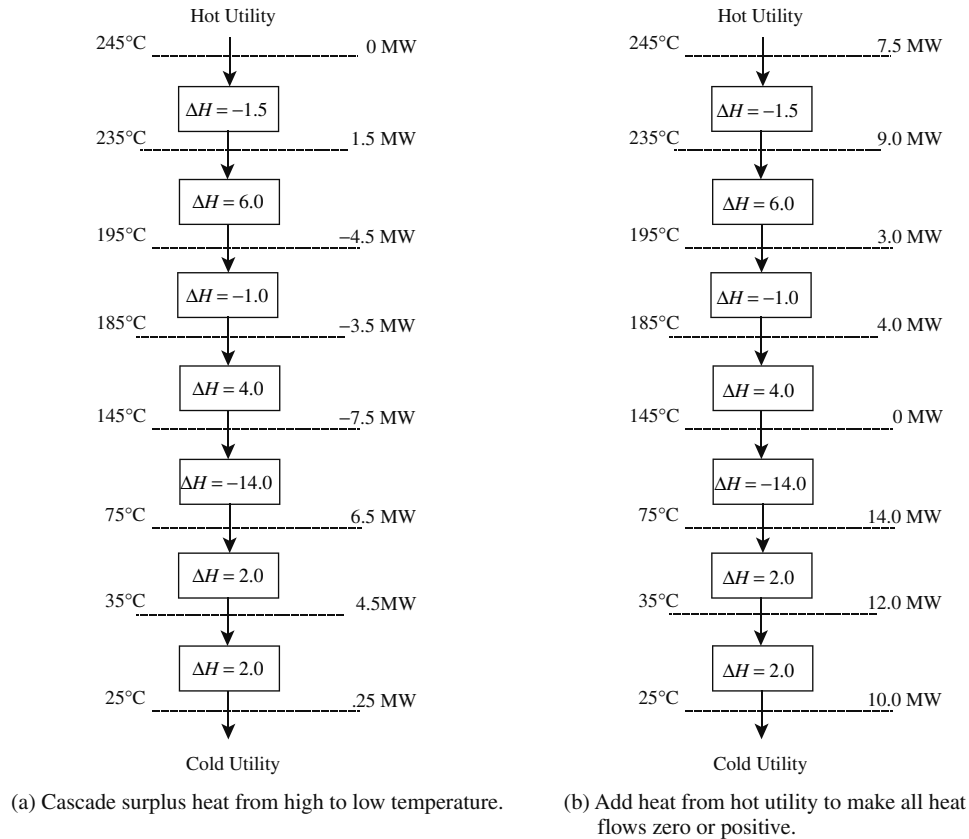 Hot Utility
245°C
0 MW
ΔH = −1.5
235°C
1.5 MW
ΔH = 6.0
195°C
−4.5 MW
ΔH = −1.0
185°C
−3.5 MW
ΔH = 4.0
145°C
−7.5 MW
ΔH = −14.0
75°C
6.5 MW
ΔH = 2.0
35°C
4.5MW
ΔH = 2.0
25°C
.25 MW
Cold Utility
(a) Cascade surplus heat from high to low temperature.
Hot Utility
245°C
7.5 MW
ΔH = −1.5
235°C
9.0 MW
ΔH = 6.0
195°C
3.0 MW
ΔH = −1.0
185°C
4.0 MW
ΔH = 4.0
145°C
0 MW
ΔH = −14.0
75°C
14.0 MW
ΔH = 2.0
35°C
12.0 MW
ΔH = 2.0
25°C
10.0 MW
Cold Utility
(b) Add heat from hot utility to make all heat
flows zero or positive.